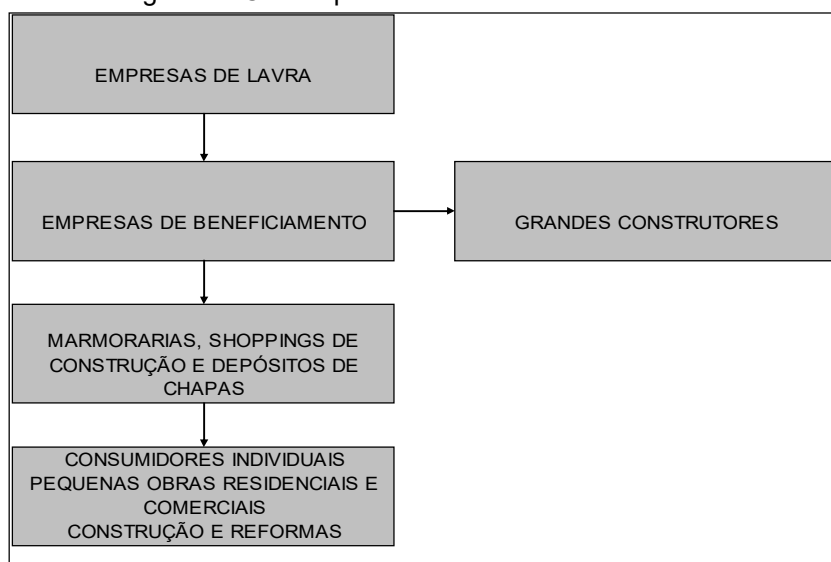 EMPRESAS DE LAVRA
EMPRESAS DE BENEFICIAMENTO
GRANDES CONSTRUTORES
MARMORARIAS, SHOPPINGS DE
CONSTRUÇÃO E DEPÓSITOS DE
CHAPAS
CONSUMIDORES INDIVIDUAIS
PEQUENAS OBRAS RESIDENCIAIS E
COMERCIAIS
CONSTRUÇÃO E REFORMAS